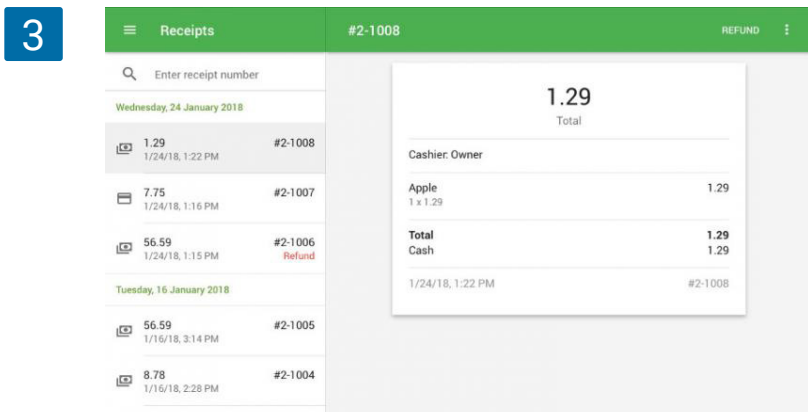 3
Receipts
#2-1008
REFUND
Enter receipt number
Wednesday, 24 January 2018
1.29 #2-1008
1/24/18, 1:22 PM
7.75 #2-1007
1/24/18, 1:16 PM
56.59 #2-1006
1/24/18, 1:15 PM Refund
Tuesday, 16 January 2018
56.59 #2-1005
1/16/18, 3:14 PM
8.78 #2-1004
1/16/18, 2:28 PM
1.29
Total
Cashier: Owner
Apple 1.29
1 x 1.29
Total 1.29
Cash 1.29
1/24/18, 1:22 PM #2-1008